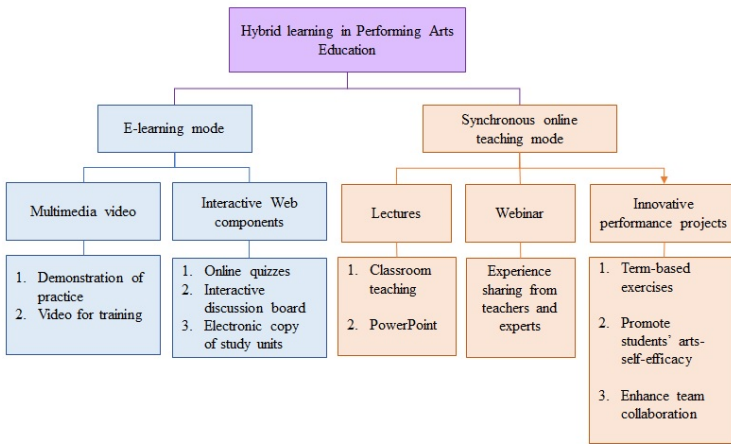 Hybrid learning in Performing Arts
Education
E-learning mode
Synchronous online
teaching mode
Multimedia video
Interactive Web
components
Lectures
Webinar
Innovative
performance projects
1. Demonstration of
practice
2. Video for training
1. Online quizzes
2. Interactive
discussion board
3. Electronic copy
of study units
1. Classroom
teaching
2. PowerPoint
Experience
sharing from
teachers and
experts
1. Term-based
exercises
2. Promote
students' arts-
self-efficacy
3. Enhance team
collaboration